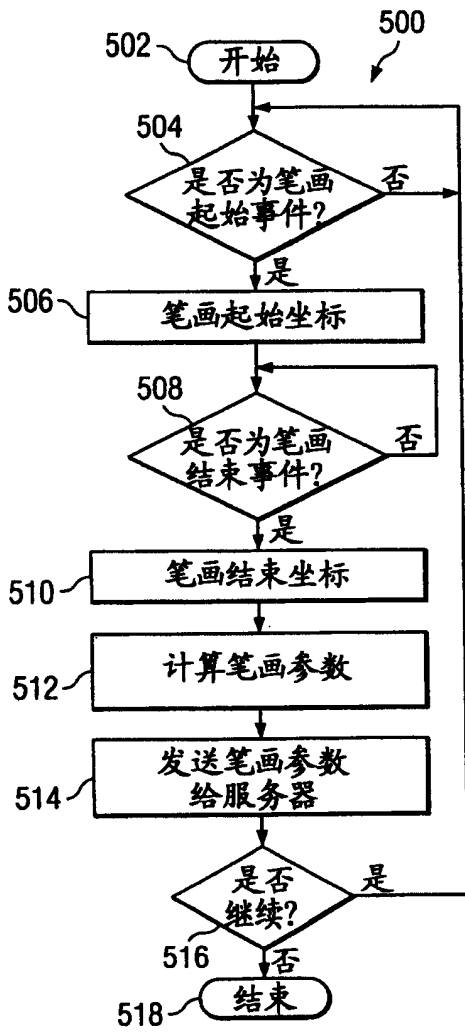 500
502
开始
504
是否为笔画
起始事件?
否
是
506
笔画起始坐标
508
是否为笔画
结束事件?
否
是
510
笔画结束坐标
512
计算笔画参数
514
发送笔画参数
给服务器
是否
继续?
是
516
否
518
结束